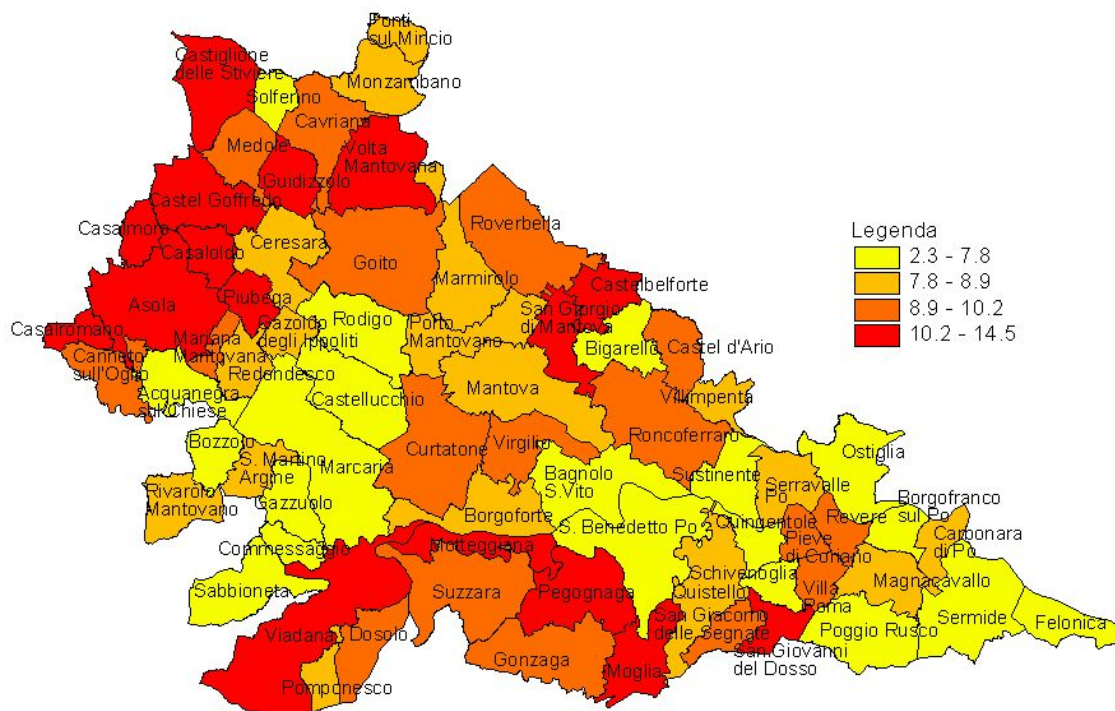 Ponti
sul Mincio
Castiglione
delle Stiviere
Monzambano
Solferino
Cavriana
Medole
Volta
Mantovana
Guidizzolo
Castel Goffredo
Casalmoro
Ceresara
Roverbella
Casaloldo
Goito
Marmirolo
Castelbelforte
Asola
Piubega
San Giorgio
di Mantova
Casalromano
Mariana
Mantovana
Gazoldo
degli Ippoliti
Rodigo
Porto
Mantovano
Bigarello
Castel d'Ario
Canneto
sull'Oglio
Redondesco
Mantova
Villimpenta
Acquanegra
sul Chiese
Castellucchio
Curtatone
Virgilio
Roncoferraro
Ostiglia
Bozzolo
S. Martino
Argine
Marcaria
Bagnolo
S.Vito
Sustinente
Serravalle
Po
Rivarolo
Mantovano
Gazzuolo
Borgoforte
S. Benedetto Po
Quingentole
Revere
Borgofranco
sul Po
Pieve
di Coriano
Carbonara
di Po
Commessaggio
Motteggiana
Schivenoglia
Magnacavallo
Sabbioneta
Suzzara
Pegognaga
Quistello
Villa
Poma
Sermide
Felonica
Viadana
Dosolo
San Giacomo
delle Segnate
Poggio Rusco
Gonzaga
Moglia
San Giovanni
del Dosso
Pomponesco
Legenda
2.3 - 7.8
7.8 - 8.9
8.9 - 10.2
10.2 - 14.5